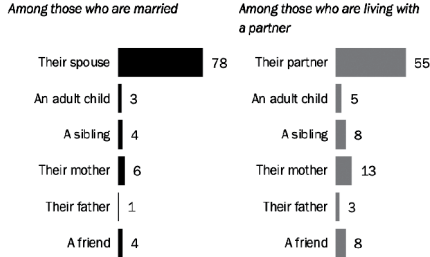 Among those who are married
Their spouse 78
An adult child 3
A sibling 4
Their mother 6
Their father 1
A friend 4
Among those who are living with
a partner
Their partner 55
An adult child 5
A sibling 8
Their mother 13
Their father 3
A friend 8